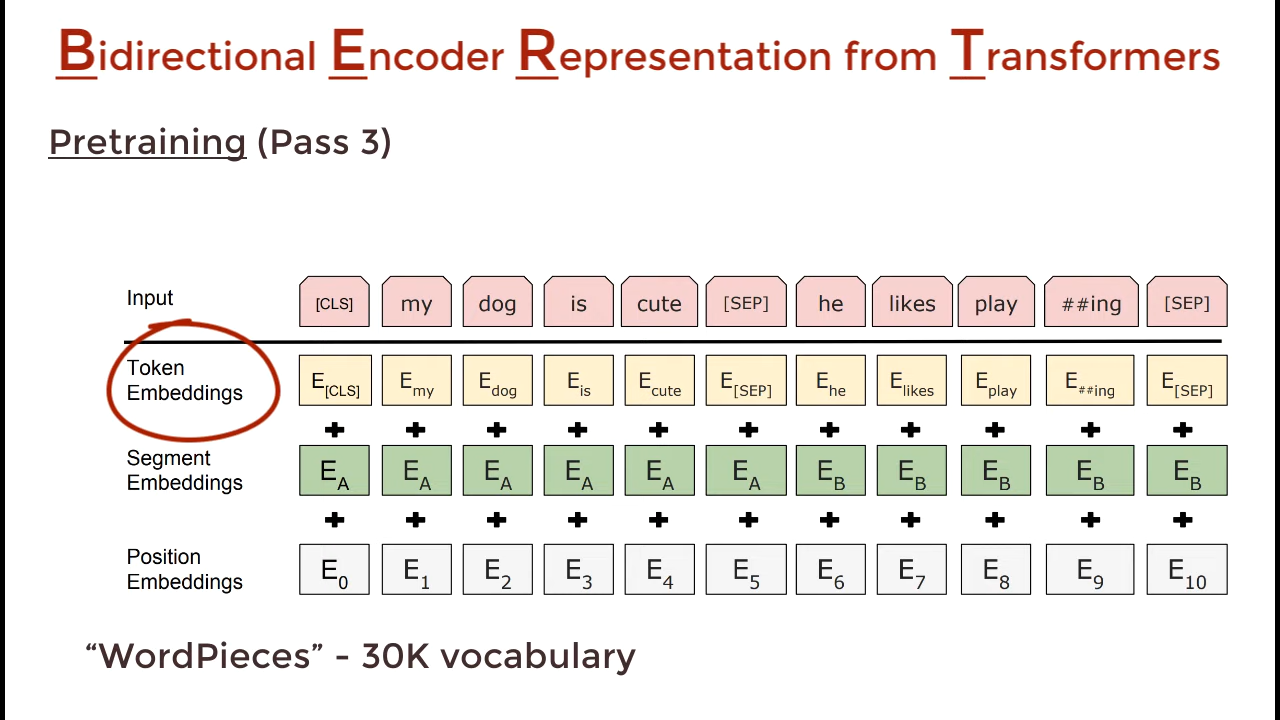 Bidirectional Encoder Representation from Transformers
Pretraining (Pass 3)
Input [CLS] my dog is cute [SEP] he likes play ##ing [SEP]
Token Embeddings E[CLS] Emy Edog Eis Ecute E[SEP] Ehe Elikes Eplay E##ing E[SEP]
+ + + + + + + + + + +
Segment Embeddings EA EA EA EA EA EA EB EB EB EB EB
+ + + + + + + + + + +
Position Embeddings E0 E1 E2 E3 E4 E5 E6 E7 E8 E9 E10
“WordPieces” - 30K vocabulary